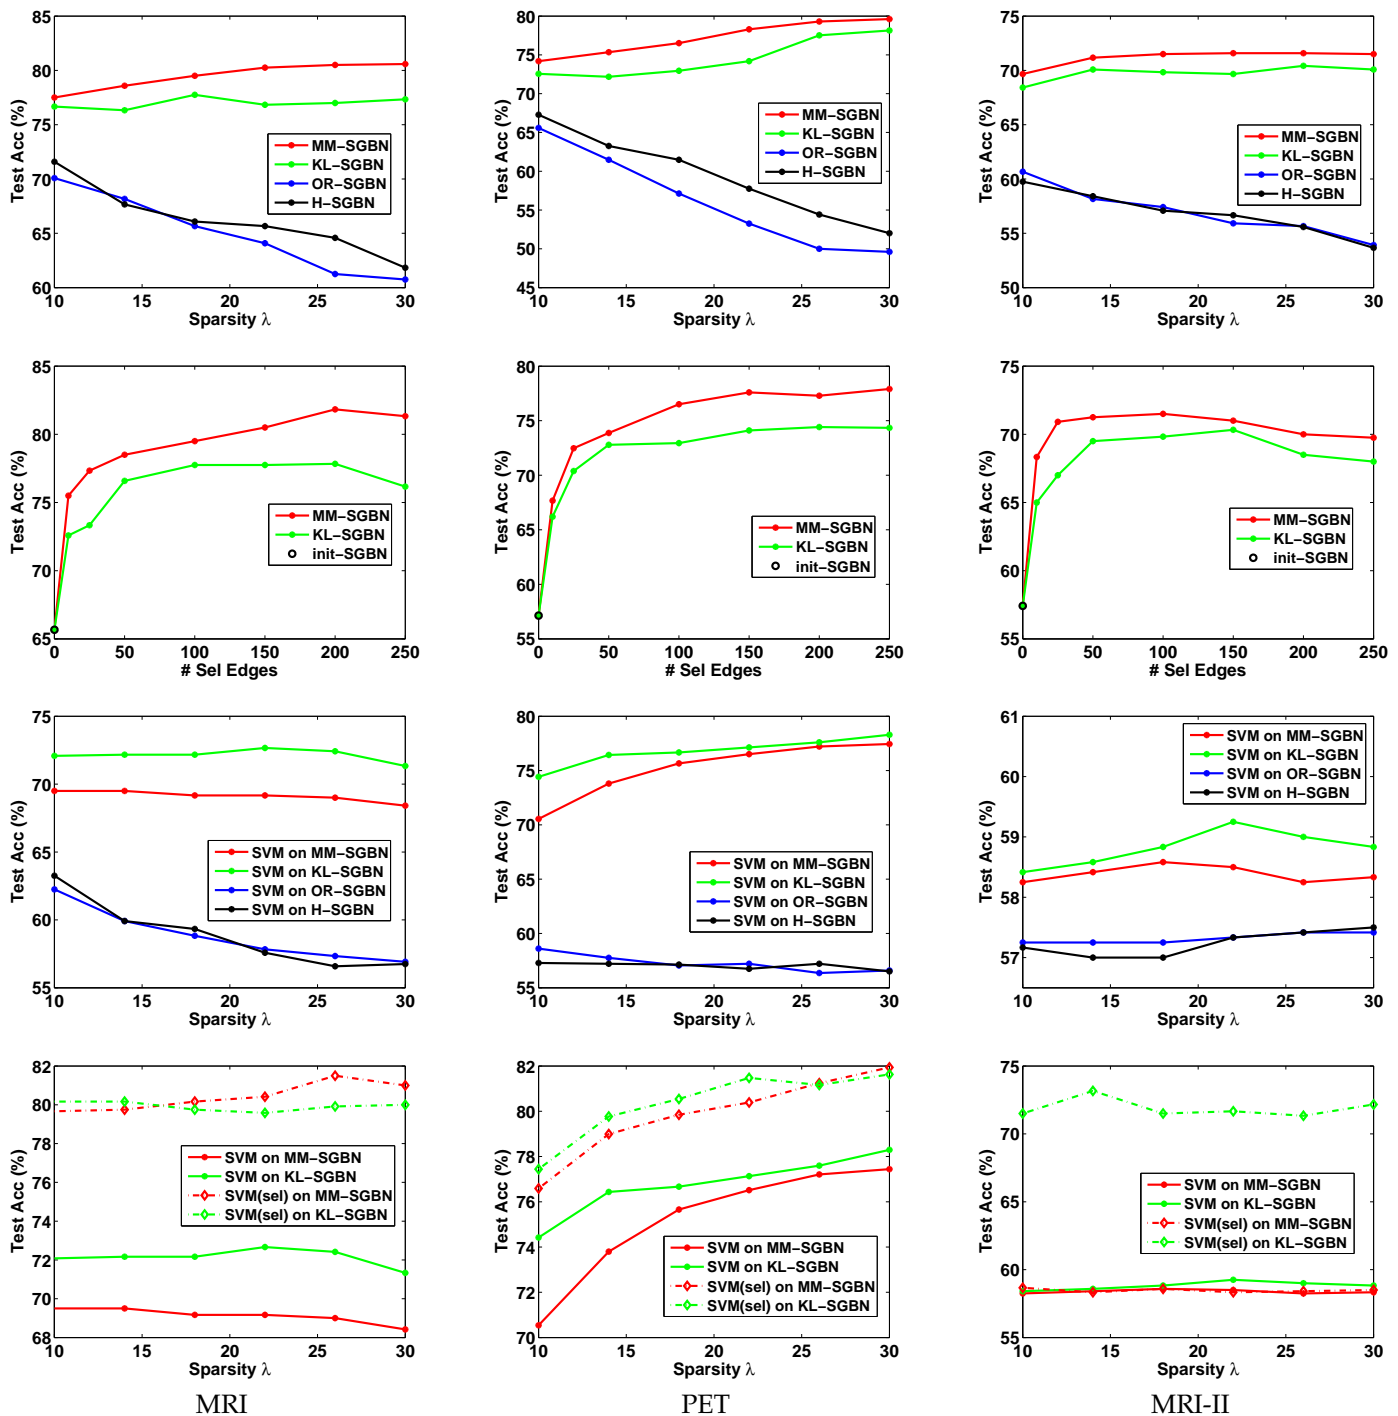 85
80
75
70
65
60
10 15 20 25 30
Test Acc (%)
Sparsity λ
MM-SGBN
KL-SGBN
OR-SGBN
H-SGBN
80
75
70
65
60
55
50
45
10 15 20 25 30
Test Acc (%)
Sparsity λ
MM-SGBN
KL-SGBN
OR-SGBN
H-SGBN
75
70
65
60
55
50
10 15 20 25 30
Test Acc (%)
Sparsity λ
MM-SGBN
KL-SGBN
OR-SGBN
H-SGBN
85
80
75
70
65
0 50 100 150 200 250
Test Acc (%)
# Sel Edges
MM-SGBN
KL-SGBN
init-SGBN
80
75
70
65
60
55
0 50 100 150 200 250
Test Acc (%)
# Sel Edges
MM-SGBN
KL-SGBN
init-SGBN
75
70
65
60
55
0 50 100 150 200 250
Test Acc (%)
# Sel Edges
MM-SGBN
KL-SGBN
init-SGBN
75
70
65
60
55
10 15 20 25 30
Test Acc (%)
Sparsity λ
SVM on MM-SGBN
SVM on KL-SGBN
SVM on OR-SGBN
SVM on H-SGBN
80
75
70
65
60
55
10 15 20 25 30
Test Acc (%)
Sparsity λ
SVM on MM-SGBN
SVM on KL-SGBN
SVM on OR-SGBN
SVM on H-SGBN
61
60
59
58
57
10 15 20 25 30
Test Acc (%)
Sparsity λ
SVM on MM-SGBN
SVM on KL-SGBN
SVM on OR-SGBN
SVM on H-SGBN
82
80
78
76
74
72
70
68
10 15 20 25 30
Test Acc (%)
Sparsity λ
SVM on MM-SGBN
SVM on KL-SGBN
SVM(sel) on MM-SGBN
SVM(sel) on KL-SGBN
82
80
78
76
74
72
70
10 15 20 25 30
Test Acc (%)
Sparsity λ
SVM on MM-SGBN
SVM on KL-SGBN
SVM(sel) on MM-SGBN
SVM(sel) on KL-SGBN
75
70
65
60
55
10 15 20 25 30
Test Acc (%)
Sparsity λ
SVM on MM-SGBN
SVM on KL-SGBN
SVM(sel) on MM-SGBN
SVM(sel) on KL-SGBN
MRI
PET
MRI-II